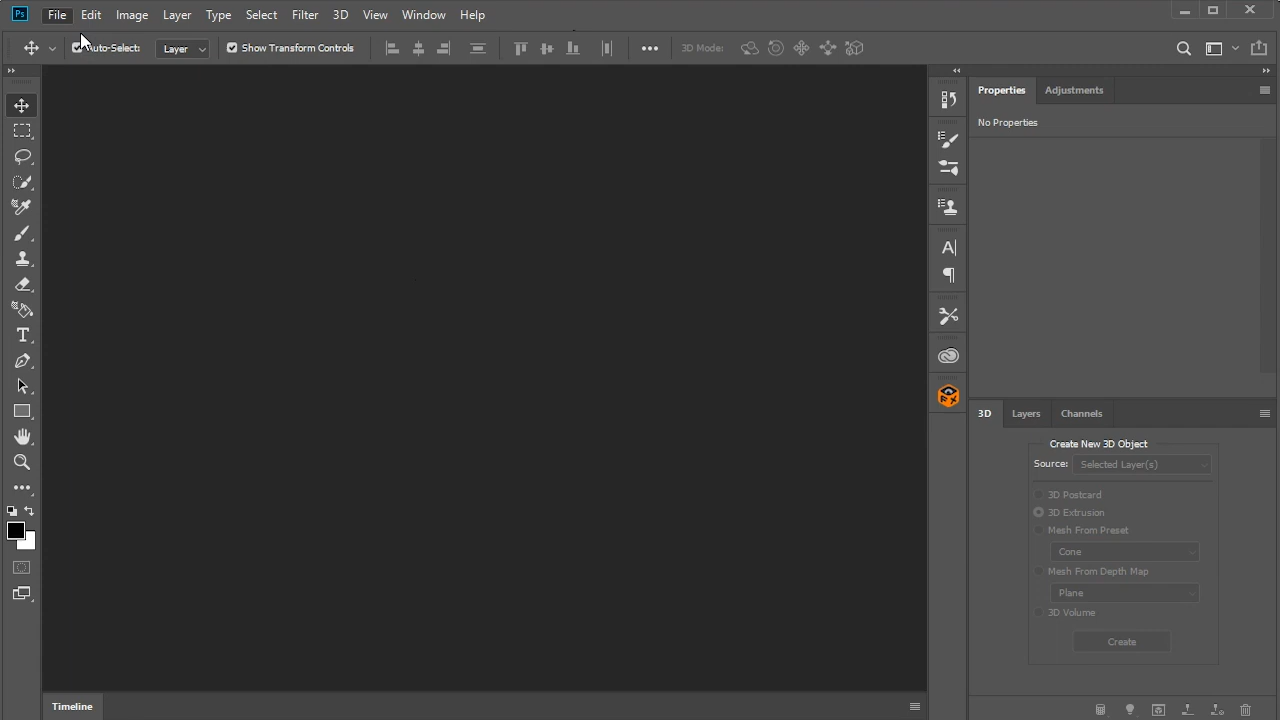 Ps File Edit Image Layer Type Select Filter 3D View Window Help
Auto-Select: Layer Show Transform Controls 3D Mode:
Properties Adjustments
No Properties
3D Layers Channels
Create New 3D Object
Source: Selected Layer(s)
3D Postcard
3D Extrusion
Mesh From Preset
Cone
Mesh From Depth Map
Plane
3D Volume
Create
Timeline